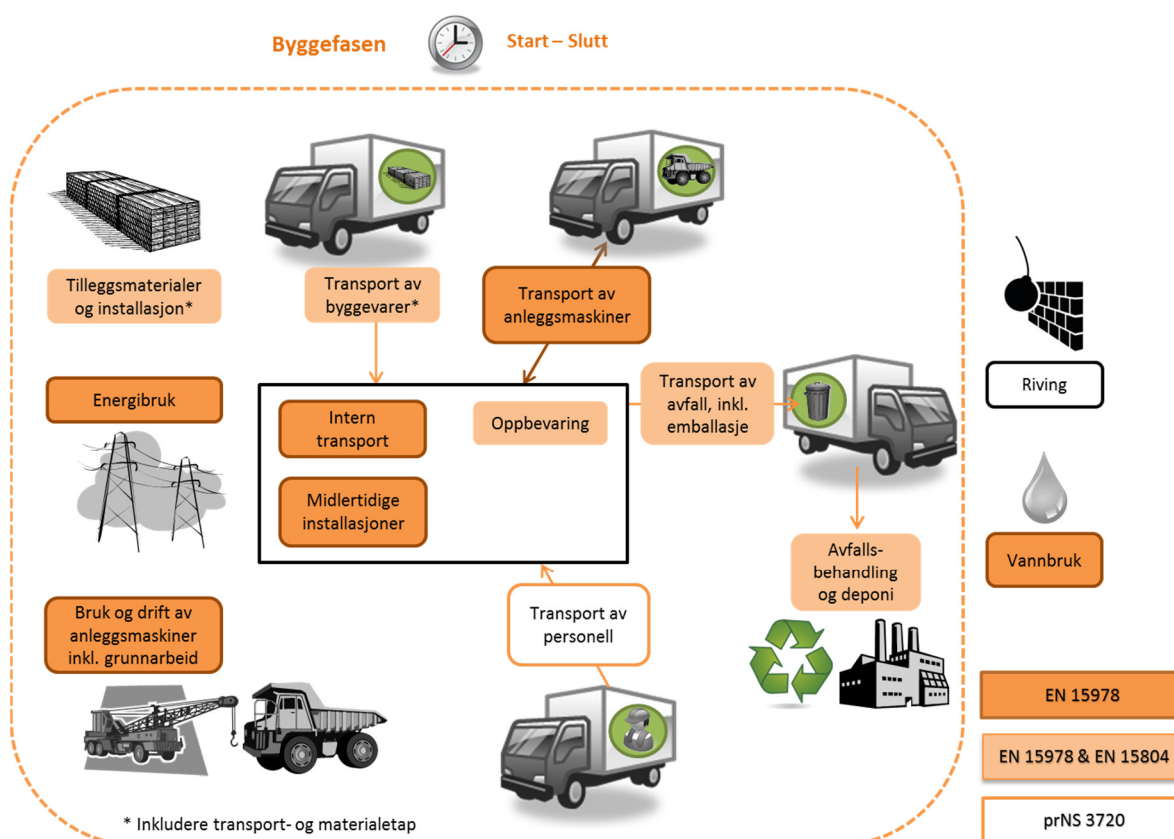 Byggefasen
Start – Slutt
Tilleggsmaterialer
og installasjon*
Transport av
byggevarer*
Transport av
anleggsmaskiner
Energibruk
Intern
transport
Oppbevaring
Midlertidige
installasjoner
Transport av
avfall, inkl.
emballasje
Riving
Vannbruk
Avfalls-
behandling
og deponi
Bruk og drift av
anleggsmaskiner
inkl. grunnarbeid
Transport av
personell
* Inkludere transport- og materialetap
EN 15978
EN 15978 & EN 15804
prNS 3720